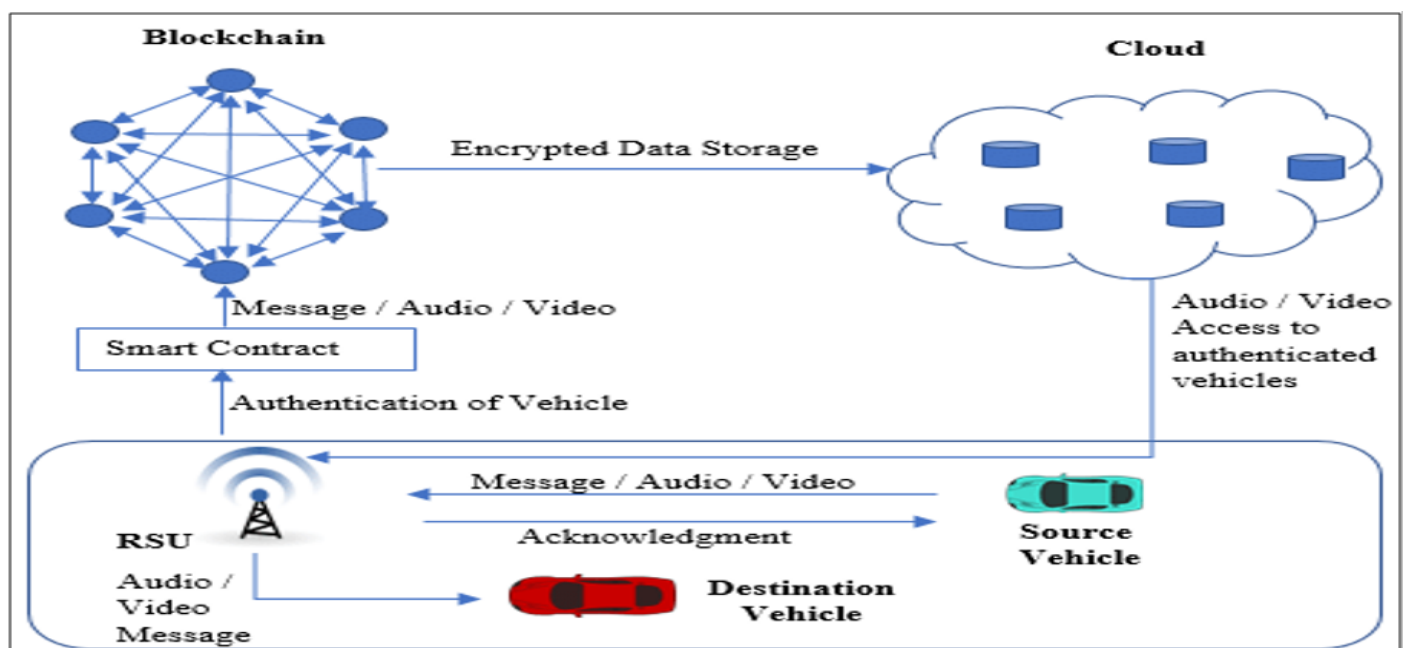 Blockchain
Cloud
Encrypted Data Storage
Message / Audio / Video
Smart Contract
Authentication of Vehicle
Audio / Video
Access to
authenticated
vehicles
Message / Audio / Video
Acknowledgment
RSU
Source
Vehicle
Audio /
Video
Message
Destination
Vehicle